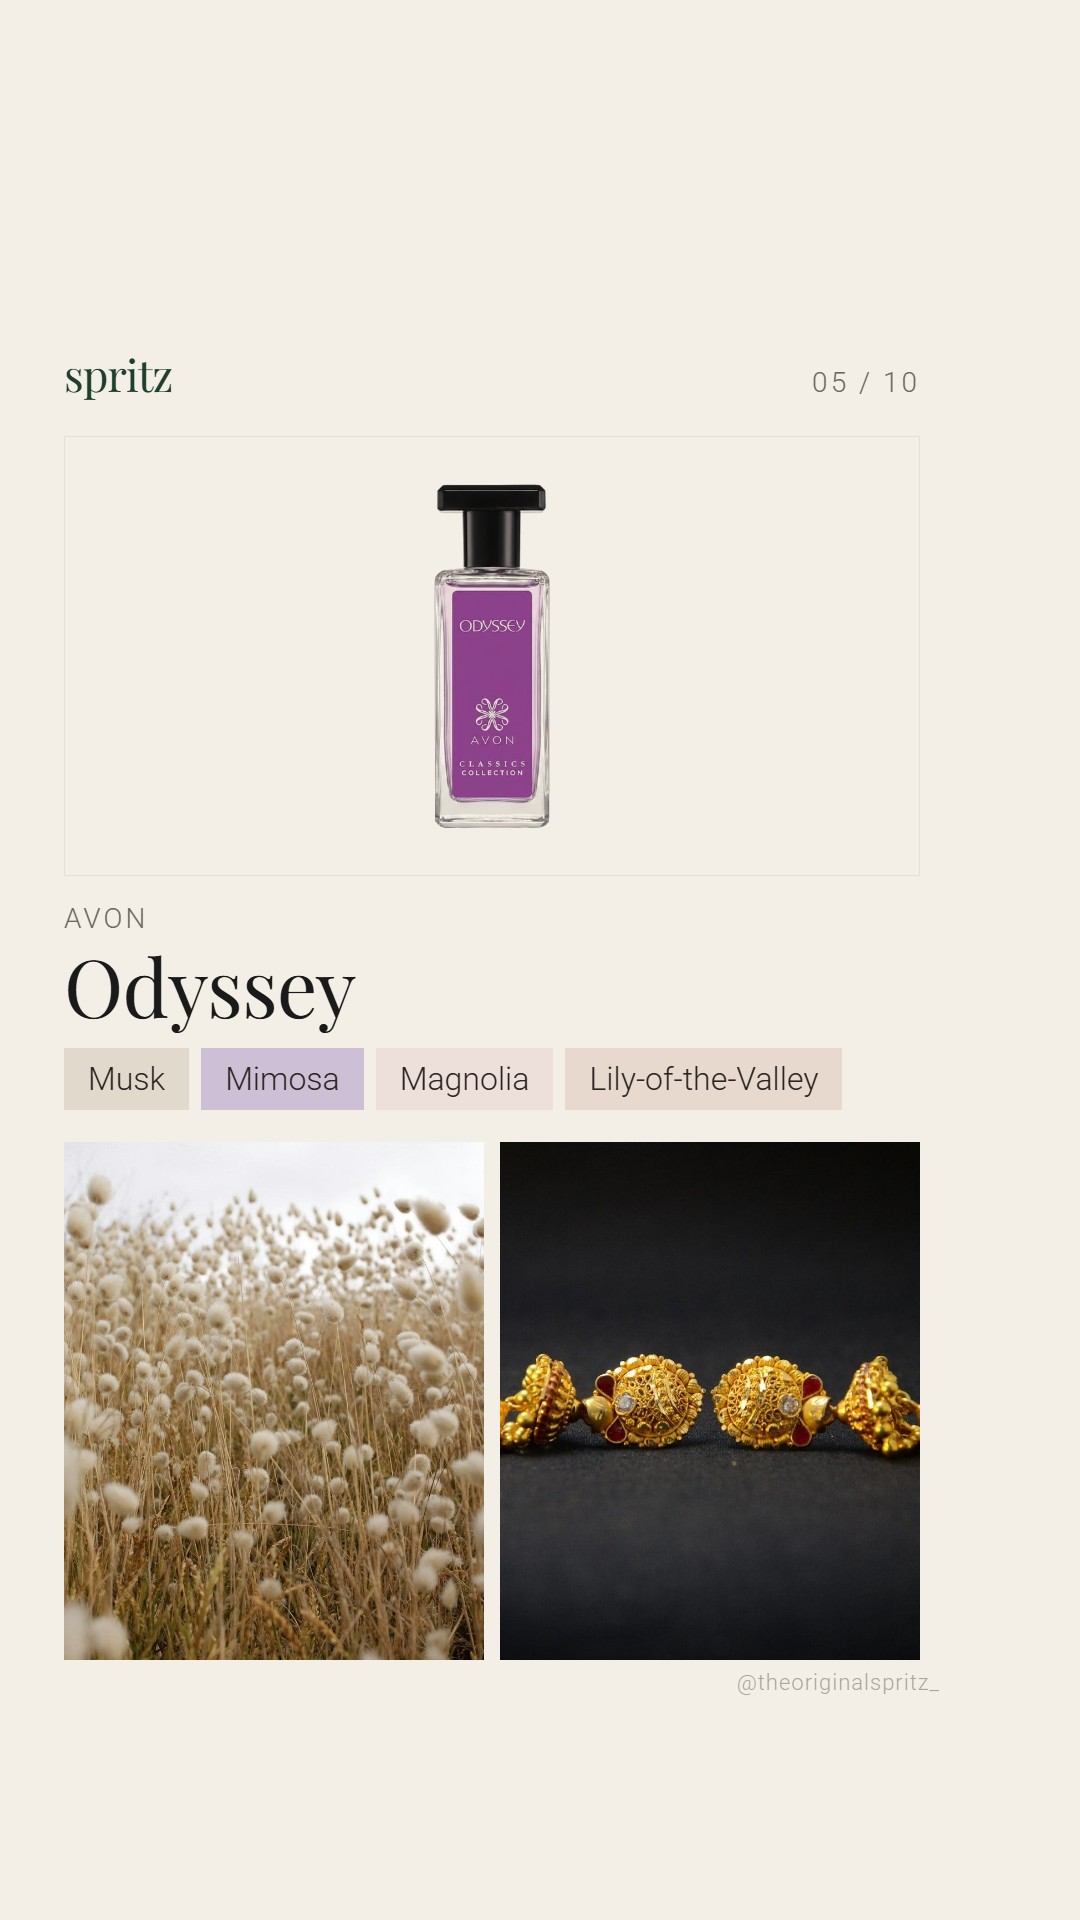 spritz
05 / 10
ODYSSEY
AVON
CLASSICS
COLLECTION
AVON
Odyssey
Musk Mimosa Magnolia Lily-of-the-Valley
@theoriginalspritz_